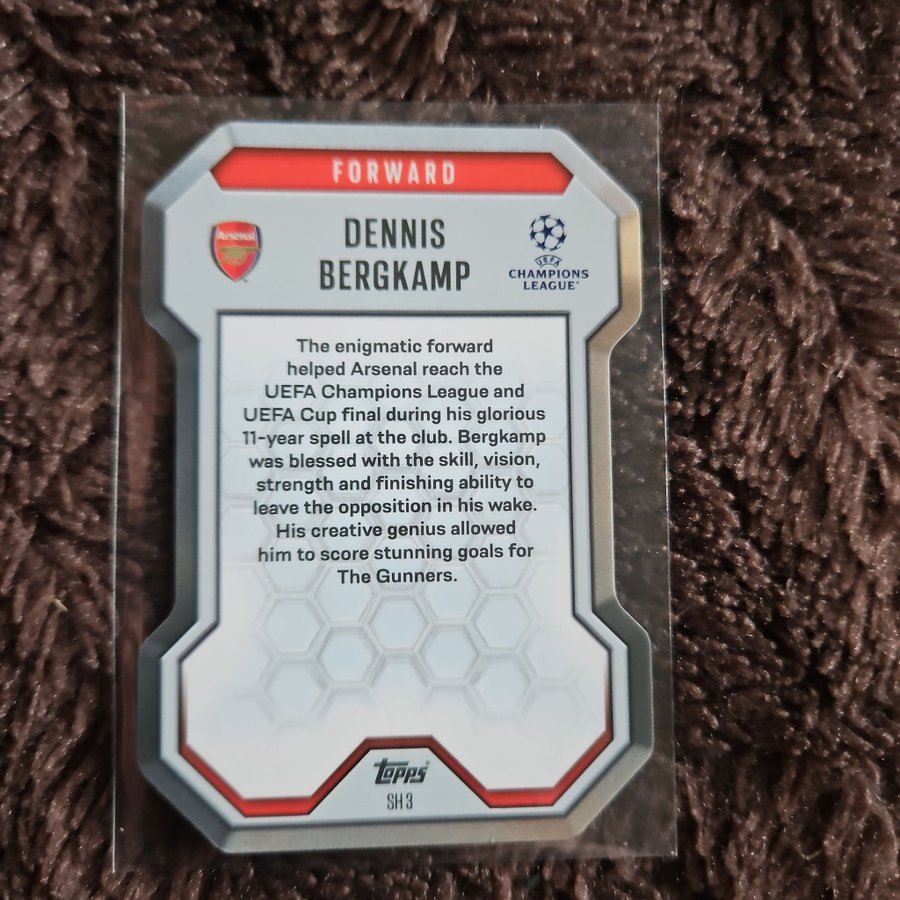 FORWARD
DENNIS
BERGKAMP
Arsenal
UEFA
CHAMPIONS
LEAGUE
The enigmatic forward
helped Arsenal reach the
UEFA Champions League and
UEFA Cup final during his glorious
11-year spell at the club. Bergkamp
was blessed with the skill, vision,
strength and finishing ability to
leave the opposition in his wake.
His creative genius allowed
him to score stunning goals for
The Gunners.
topps
SH 3